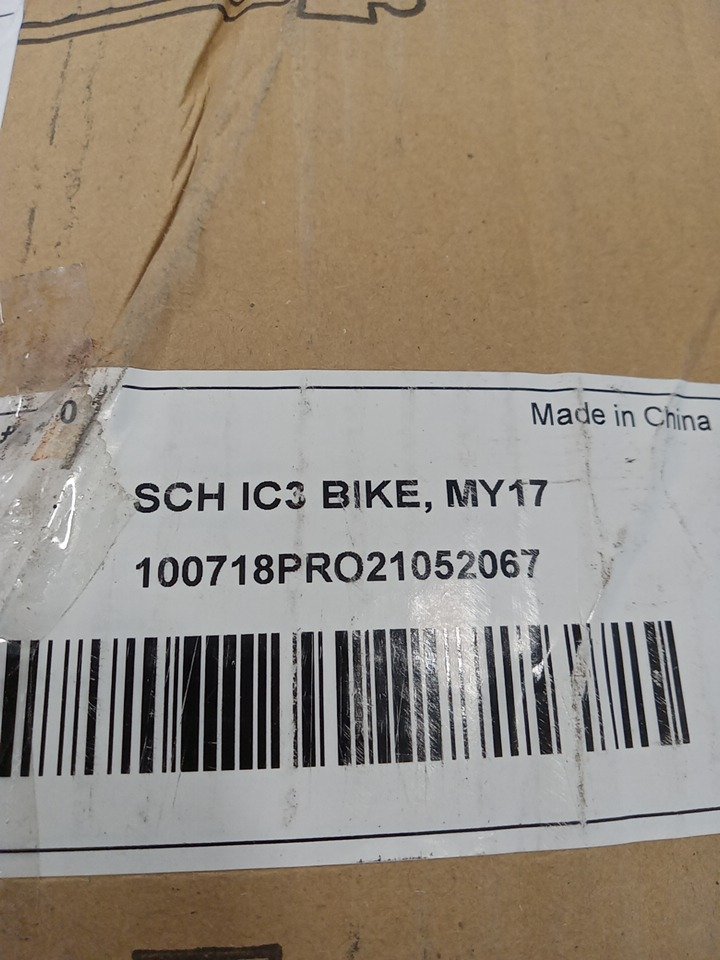 Made in China
SCH IC3 BIKE, MY17
100718PRO21052067